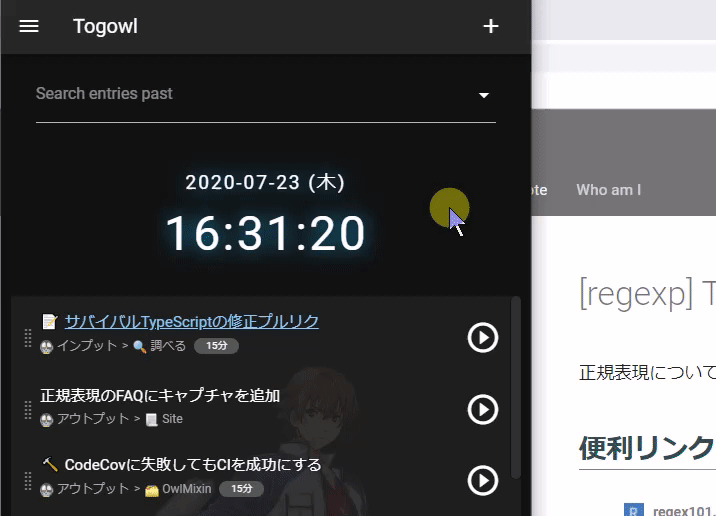 Togowl
Search entries past
2020-07-23 (木)
16:31:20
サバイバルTypeScriptの修正プルリク
インプット > 調べる 15分
正規表現のFAQにキャプチャを追加
アウトプット > Site
CodeCovに失敗してもCIを成功にする
アウトプット > OwlMixin 15分
ote Who am I
[regexp] T
正規表現について
便利リンク
R regex101.